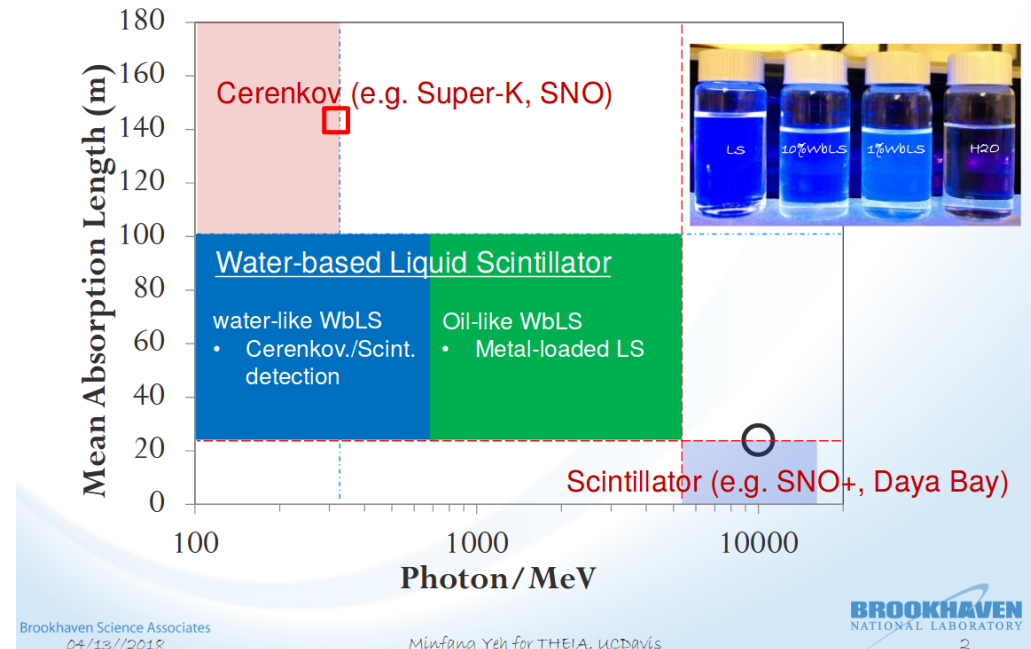 180
160
140
120
100
80
60
40
20
0
Mean Absorption Length (m)
Cerenkov (e.g. Super-K, SNO)
LS
10%WbLS
1%WbLS
H2O
Water-based Liquid Scintillator
water-like WbLS
• Cerenkov./Scint.
detection
Oil-like WbLS
• Metal-loaded LS
Scintillator (e.g. SNO+, Daya Bay)
100
1000
10000
Photon/MeV
Brookhaven Science Associates
04/13//2018
Minfang Yeh for THEIA, UCDavis
BROOKHAVEN
NATIONAL LABORATORY
2